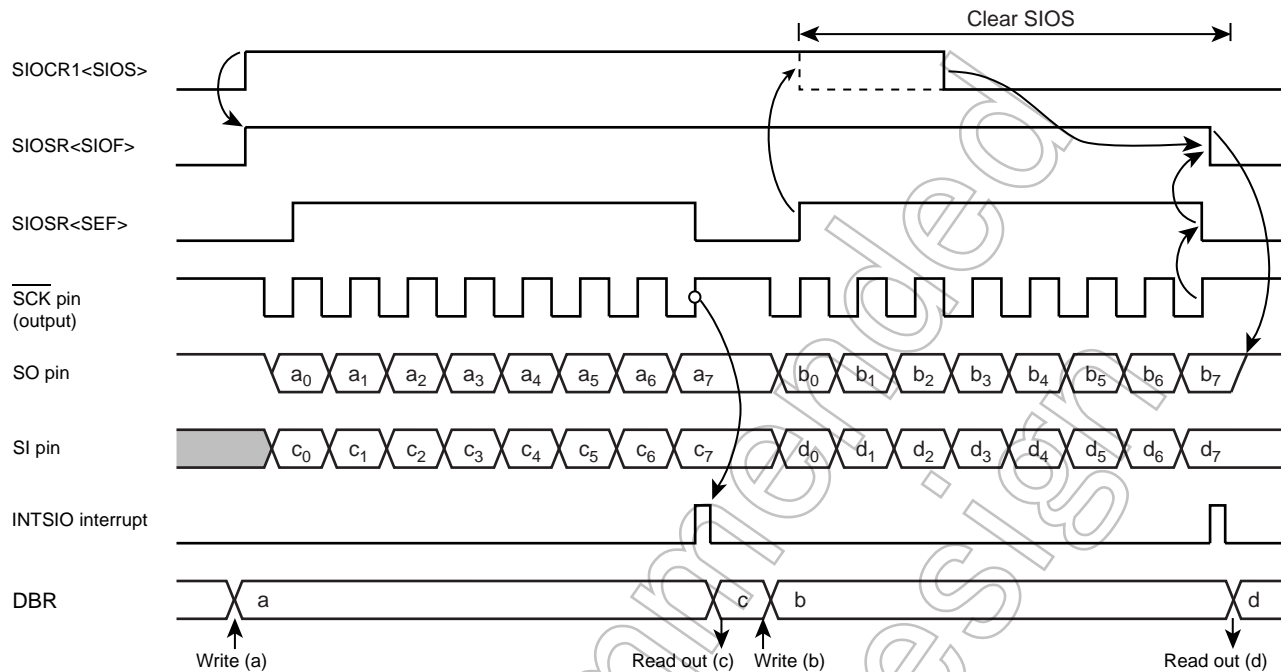 Clear SIOS
SIOCR1<SIOS>
SIOSR<SIOF>
SIOSR<SEF>
SCK pin
(output)
SO pin a0 a1 a2 a3 a4 a5 a6 a7 b0 b1 b2 b3 b4 b5 b6 b7
SI pin c0 c1 c2 c3 c4 c5 c6 c7 d0 d1 d2 d3 d4 d5 d6 d7
INTSIO interrupt
DBR a c b d
Write (a) Read out (c) Write (b) Read out (d)